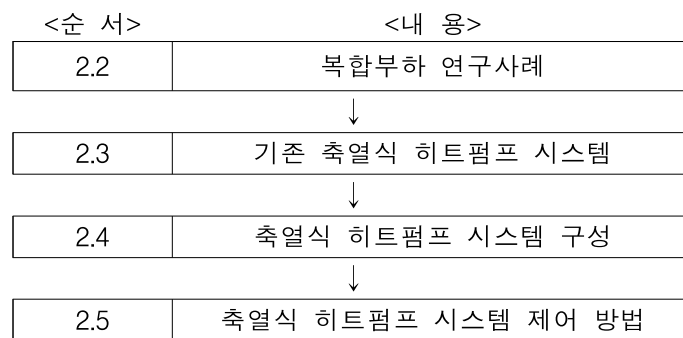 <순 서> <내 용>
2.2 복합부하 연구사례
↓
2.3 기존 축열식 히트펌프 시스템
↓
2.4 축열식 히트펌프 시스템 구성
↓
2.5 축열식 히트펌프 시스템 제어 방법